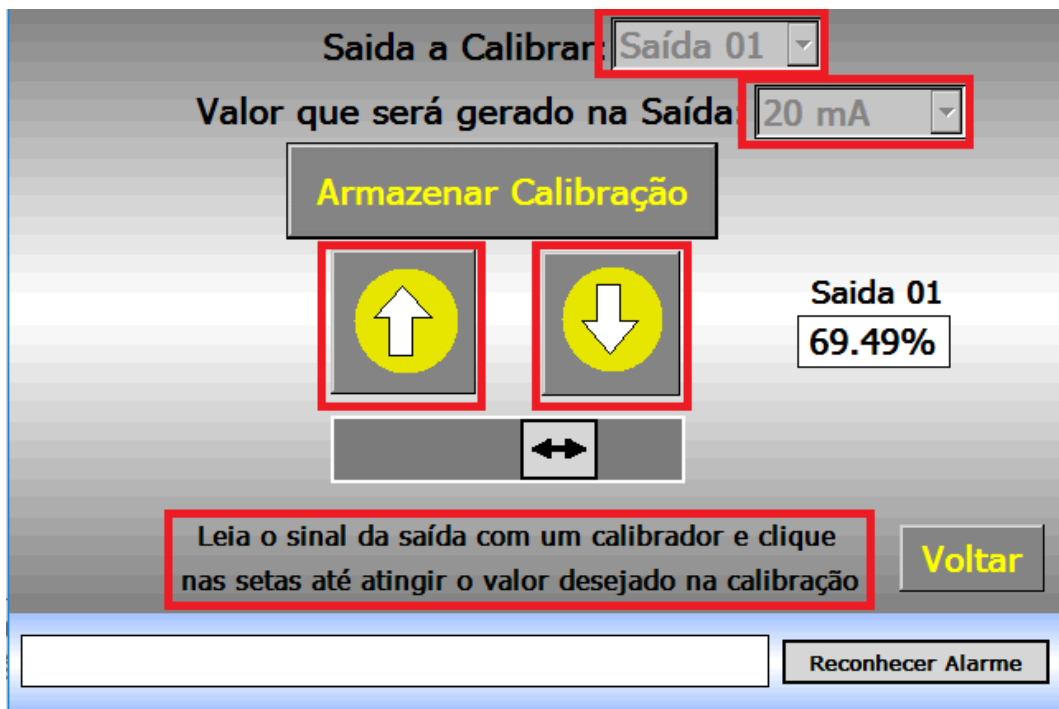 Saida a Calibrar: Saída 01
Valor que será gerado na Saída: 20 mA
Armazenar Calibração
Saida 01
69.49%
Leia o sinal da saída com um calibrador e clique
nas setas até atingir o valor desejado na calibração
Voltar
Reconhecer Alarme